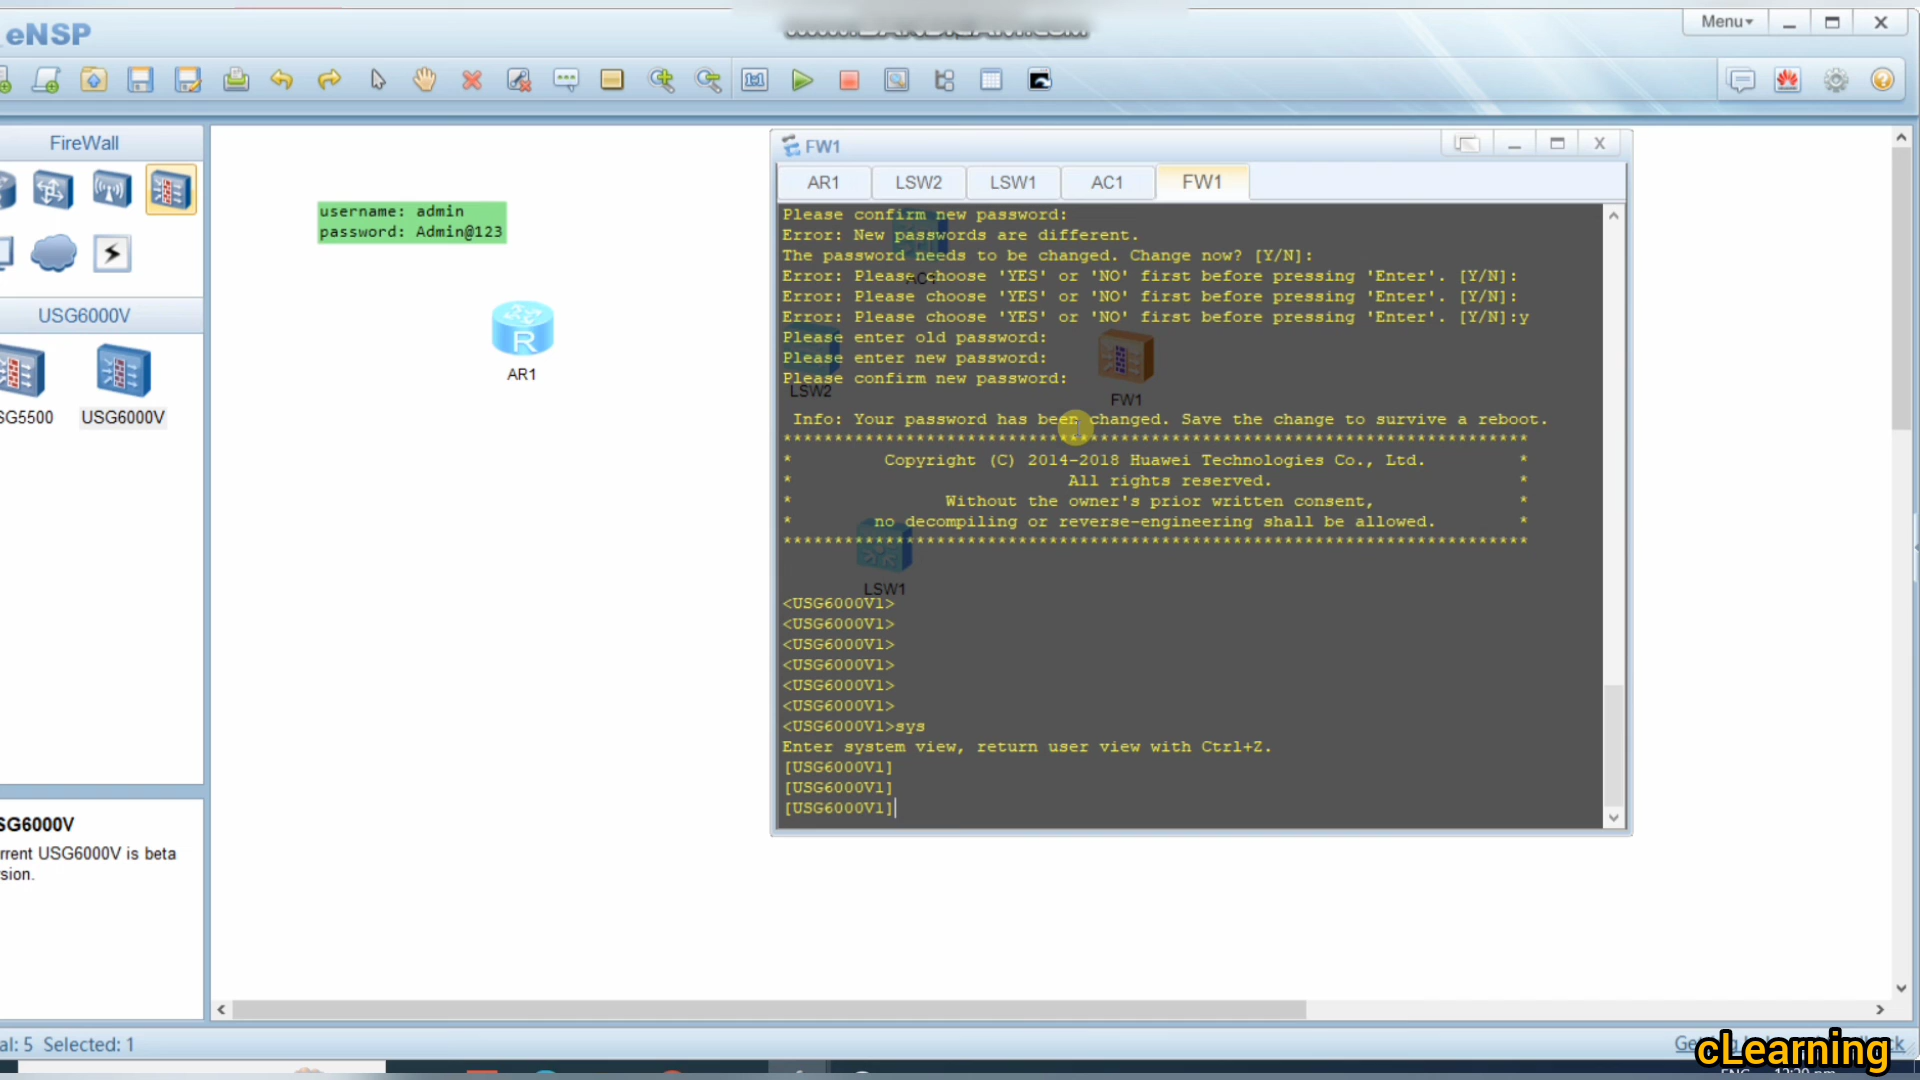 eNSP
Menu
FireWall
username: admin
password: Admin@123
AR1
USG6000V
SG5500
USG6000V
SG6000V
rrent USG6000V is beta
sion.
FW1
AR1 LSW2 LSW1 AC1 FW1
Please confirm new password:
Error: New passwords are different.
The password needs to be changed. Change now? [Y/N]:
Error: Please choose 'YES' or 'NO' first before pressing 'Enter'. [Y/N]:
AC1
Error: Please choose 'YES' or 'NO' first before pressing 'Enter'. [Y/N]:
Error: Please choose 'YES' or 'NO' first before pressing 'Enter'. [Y/N]:y
Please enter old password:
Please enter new password:
Please confirm new password:
LSW2
FW1
Info: Your password has been changed. Save the change to survive a reboot.
*************************************************************************
* Copyright (C) 2014-2018 Huawei Technologies Co., Ltd. *
* All rights reserved. *
* Without the owner's prior written consent, *
* no decompiling or reverse-engineering shall be allowed. *
*************************************************************************
LSW1
<USG6000V1>
<USG6000V1>
<USG6000V1>
<USG6000V1>
<USG6000V1>
<USG6000V1>
<USG6000V1>sys
Enter system view, return user view with Ctrl+Z.
[USG6000V1]
[USG6000V1]
[USG6000V1]
al: 5 Selected: 1
cLearning